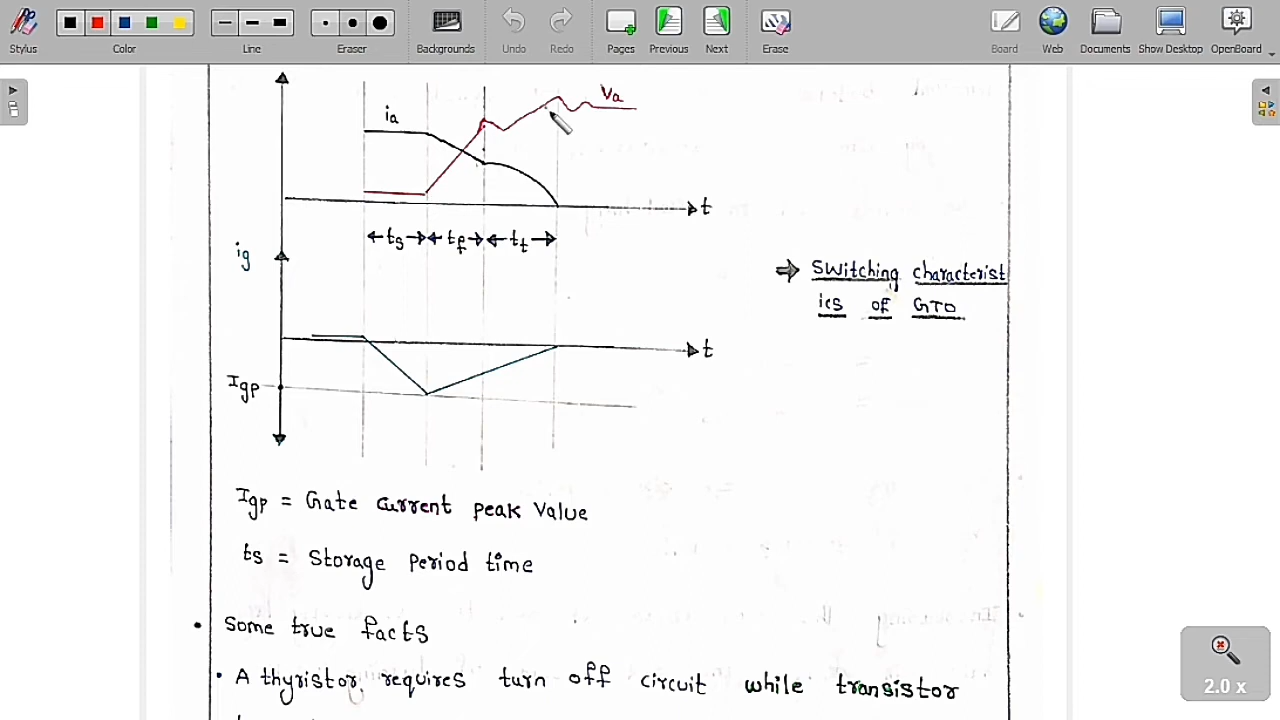 Stylus
Color
Line
Eraser
Backgrounds
Undo
Redo
Pages
Previous
Next
Erase
Board
Web
Documents
Show Desktop
OpenBoard
Va
ia
t
ts tf tt
ig
⇒ Switching characterist
ics of GTO
t
Igp
Igp = Gate current peak value
ts = Storage period time
• Some true facts
• A thyristor requires turn off circuit while transistor
2.0 x